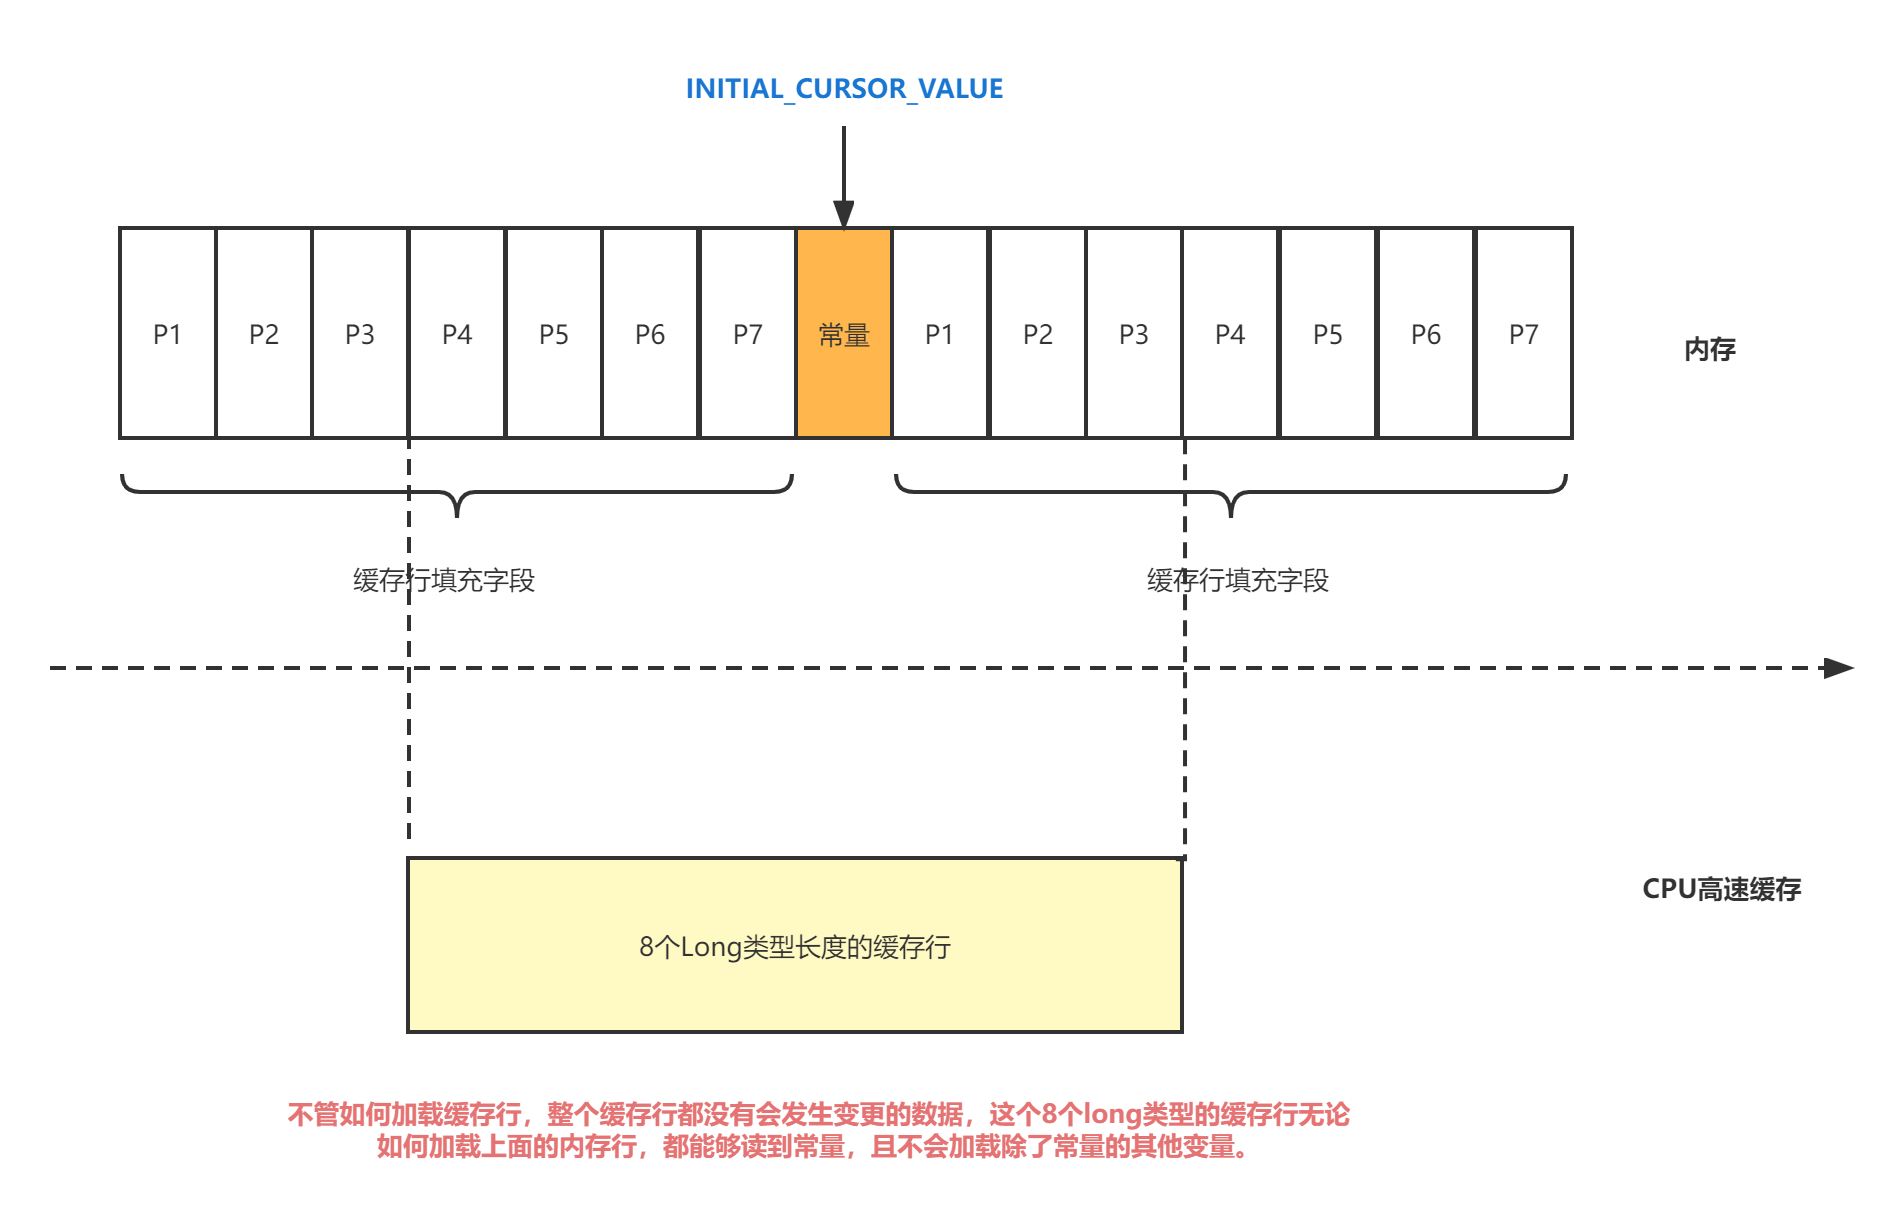 INITIAL_CURSOR_VALUE
P1 P2 P3 P4 P5 P6 P7 常量 P1 P2 P3 P4 P5 P6 P7
内存
缓存行填充字段 缓存行填充字段
CPU高速缓存
8个Long类型长度的缓存行
不管如何加载缓存行，整个缓存行都没有会发生变更的数据，这个8个long类型的缓存行无论
如何加载上面的内存行，都能够读到常量，且不会加载除了常量的其他变量。